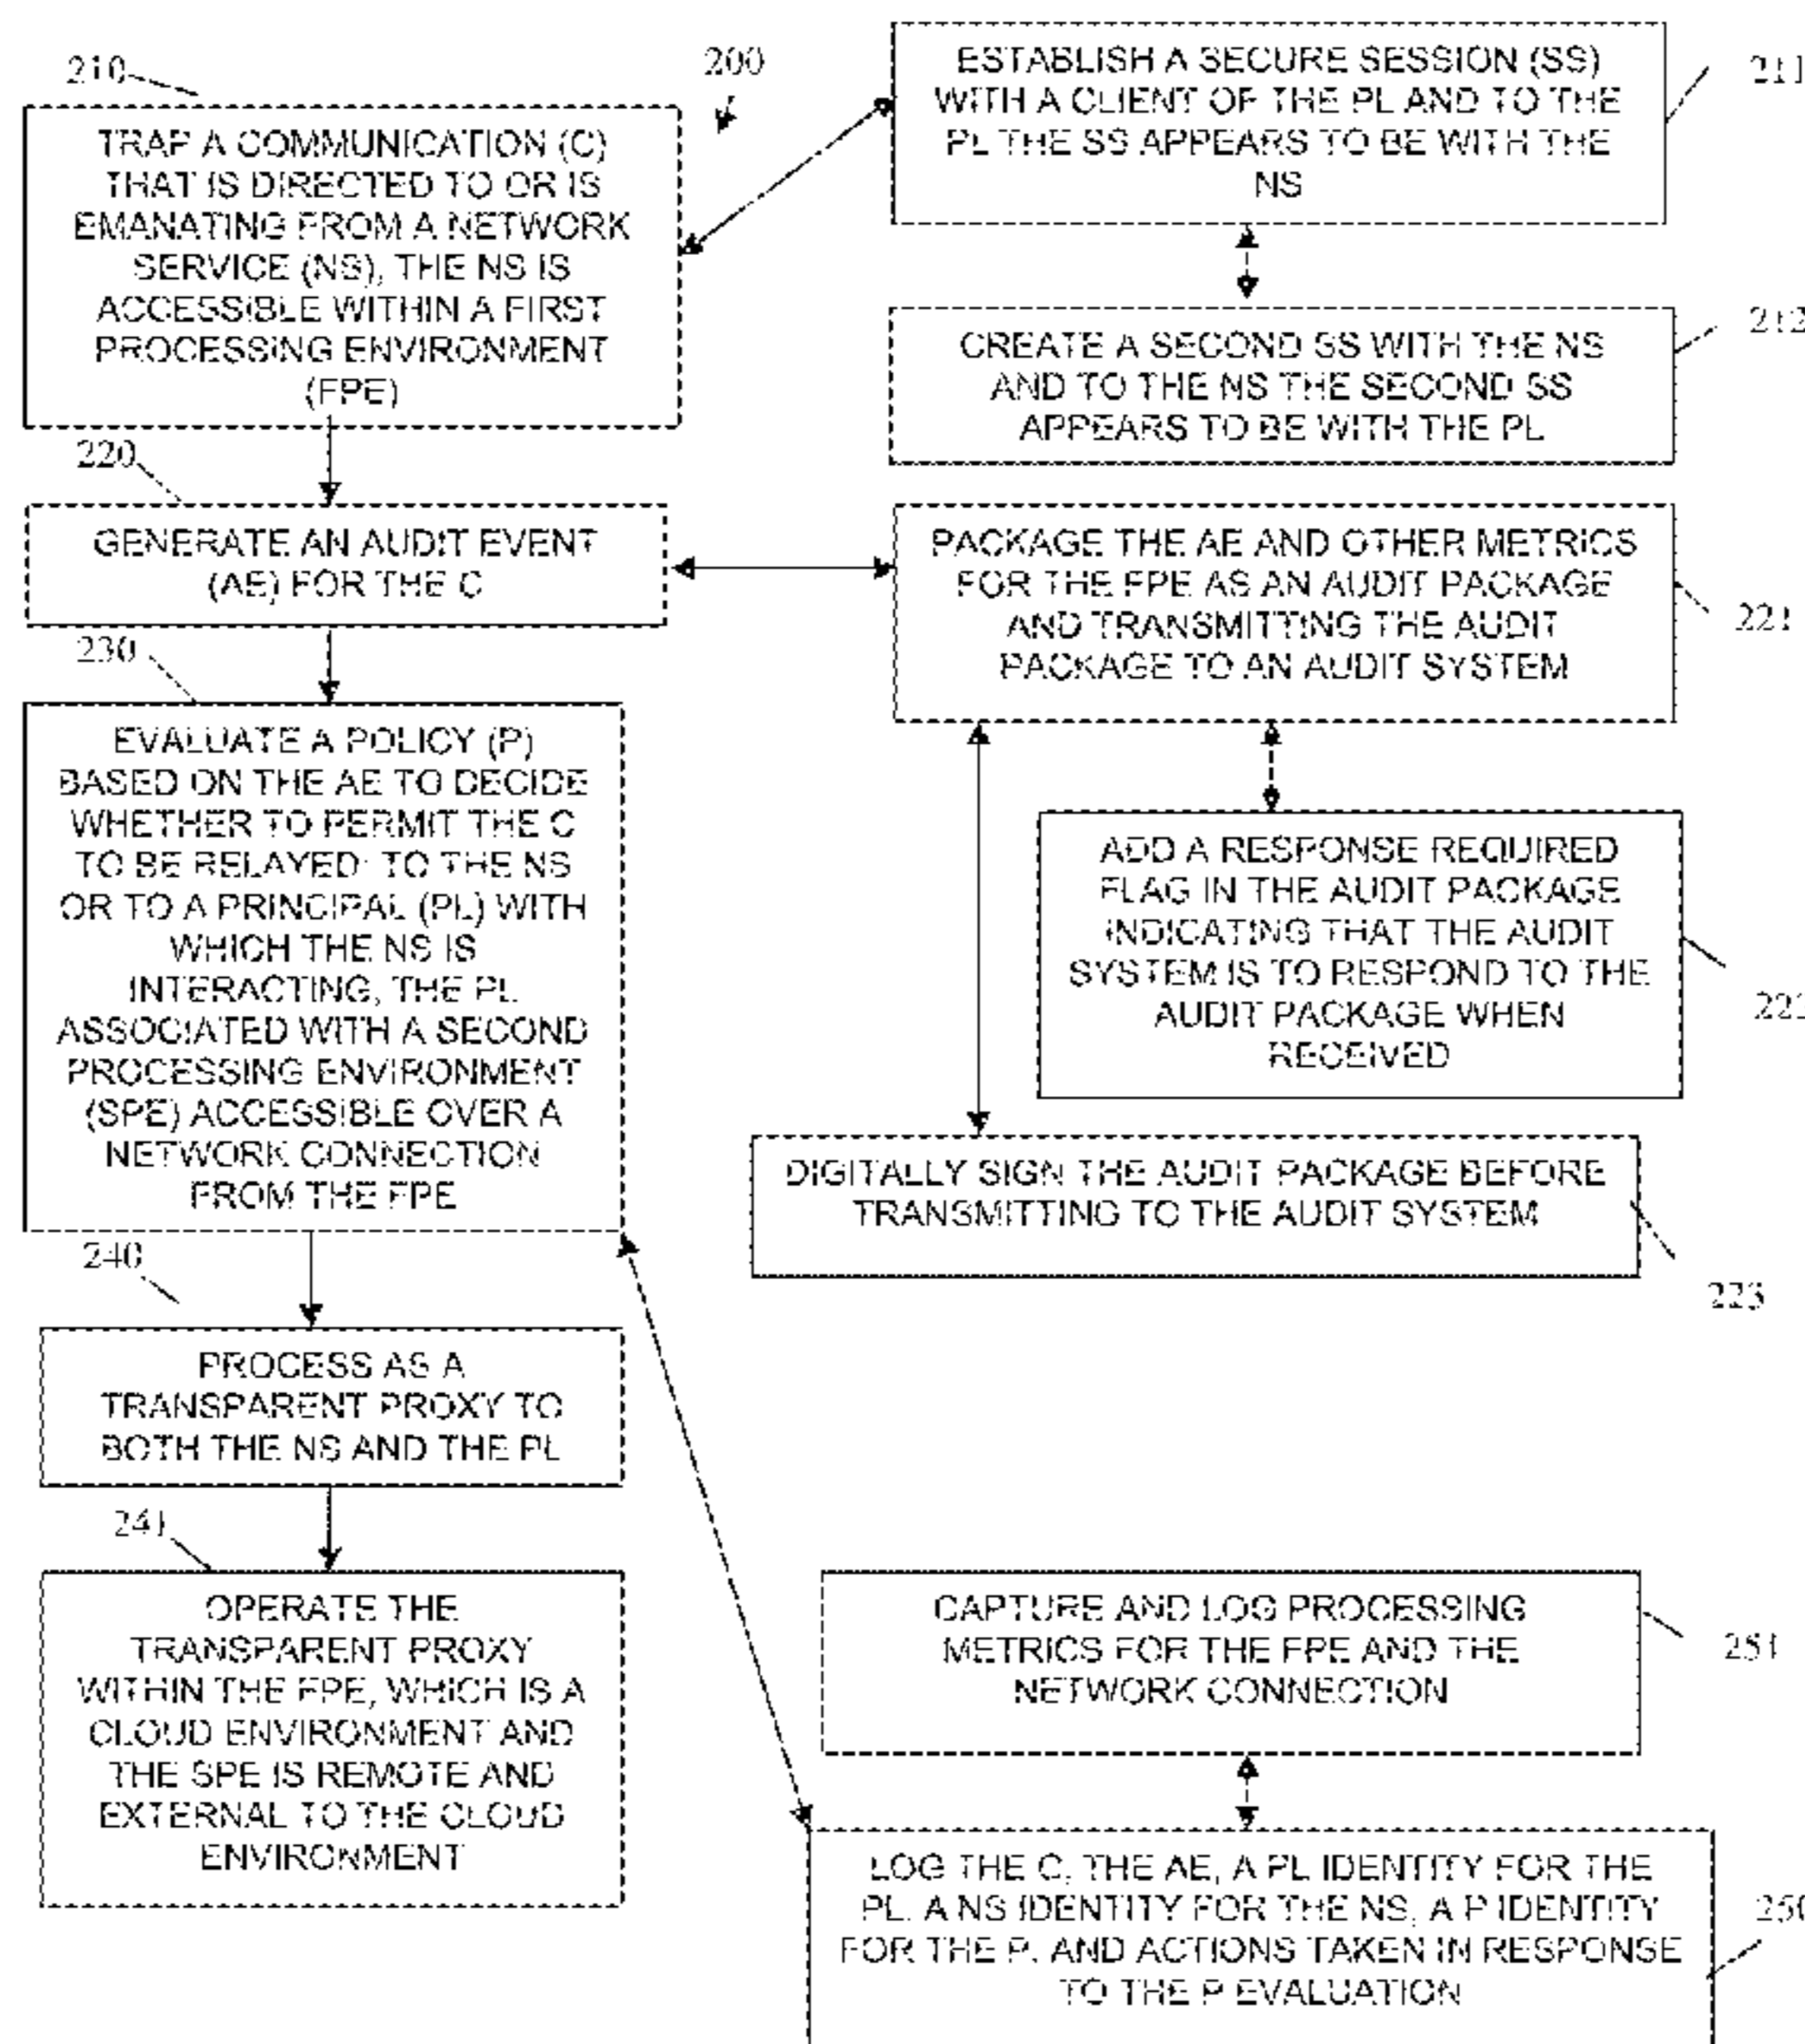 210
TRAP A COMMUNICATION (C)
THAT IS DIRECTED TO OR IS
EMANATING FROM A NETWORK
SERVICE (NS), THE NS IS
ACCESSIBLE WITHIN A FIRST
PROCESSING ENVIRONMENT
(FPE)
200
ESTABLISH A SECURE SESSION (SS)
WITH A CLIENT OF THE PL AND TO THE
PL THE SS APPEARS TO BE WITH THE
NS
211
CREATE A SECOND SS WITH THE NS
AND TO THE NS THE SECOND SS
APPEARS TO BE WITH THE PL
212
220
GENERATE AN AUDIT EVENT
(AE) FOR THE C
PACKAGE THE AE AND OTHER METRICS
FOR THE FPE AS AN AUDIT PACKAGE
AND TRANSMITTING THE AUDIT
PACKAGE TO AN AUDIT SYSTEM
221
230
EVALUATE A POLICY (P)
BASED ON THE AE TO DECIDE
WHETHER TO PERMIT THE C
TO BE RELAYED: TO THE NS
OR TO A PRINCIPAL (PL) WITH
WHICH THE NS IS
INTERACTING, THE PL
ASSOCIATED WITH A SECOND
PROCESSING ENVIRONMENT
(SPE) ACCESSIBLE OVER A
NETWORK CONNECTION
FROM THE FPE
ADD A RESPONSE REQUIRED
FLAG IN THE AUDIT PACKAGE
INDICATING THAT THE AUDIT
SYSTEM IS TO RESPOND TO THE
AUDIT PACKAGE WHEN
RECEIVED
222
DIGITALLY SIGN THE AUDIT PACKAGE BEFORE
TRANSMITTING TO THE AUDIT SYSTEM
223
240
PROCESS AS A
TRANSPARENT PROXY TO
BOTH THE NS AND THE PL
241
OPERATE THE
TRANSPARENT PROXY
WITHIN THE FPE, WHICH IS A
CLOUD ENVIRONMENT AND
THE SPE IS REMOTE AND
EXTERNAL TO THE CLOUD
ENVIRONMENT
CAPTURE AND LOG PROCESSING
METRICS FOR THE FPE AND THE
NETWORK CONNECTION
251
LOG THE C, THE AE, A PL IDENTITY FOR THE
PL, A NS IDENTITY FOR THE NS, A P IDENTITY
FOR THE P, AND ACTIONS TAKEN IN RESPONSE
TO THE P EVALUATION
250